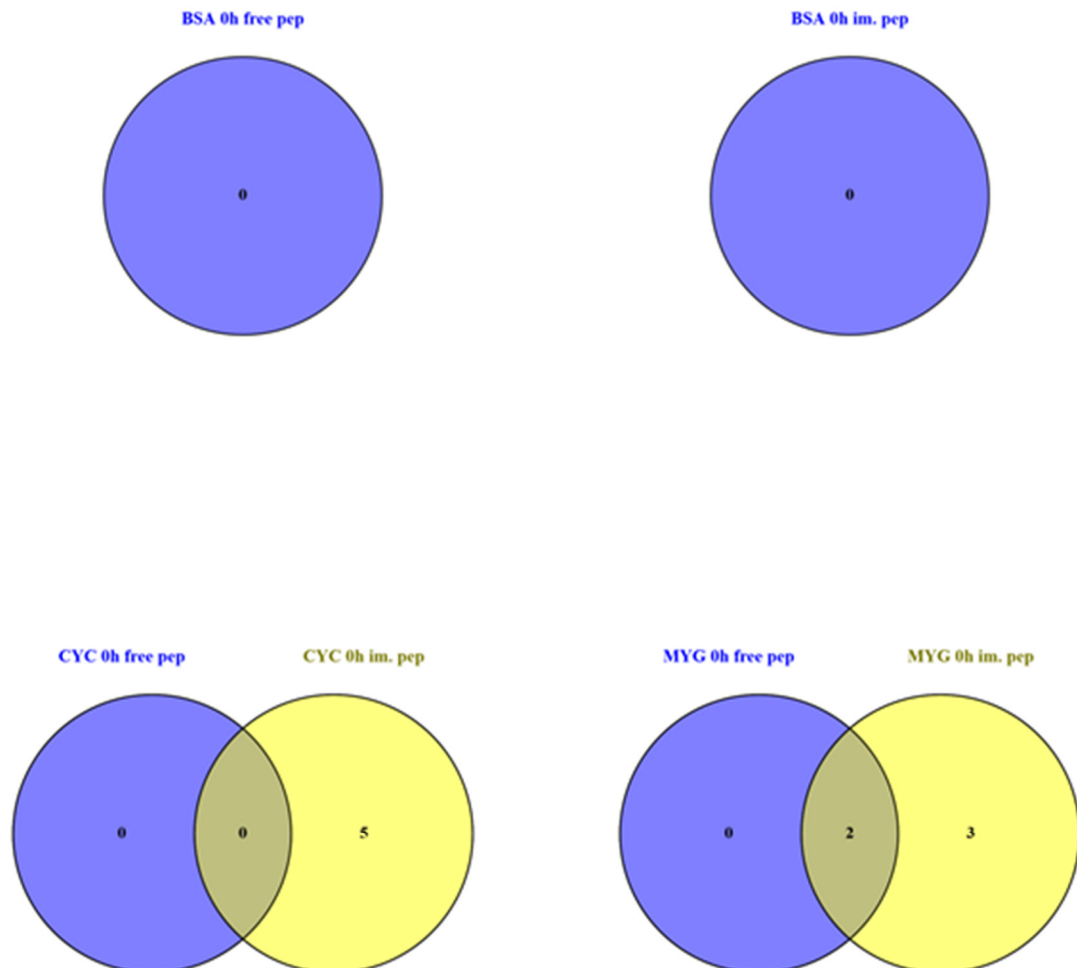 BSA 0h free pep
BSA 0h im. pep
0
0
CYC 0h free pep
CYC 0h im. pep
MYG 0h free pep
MYG 0h im. pep
0
0
5
0
2
3